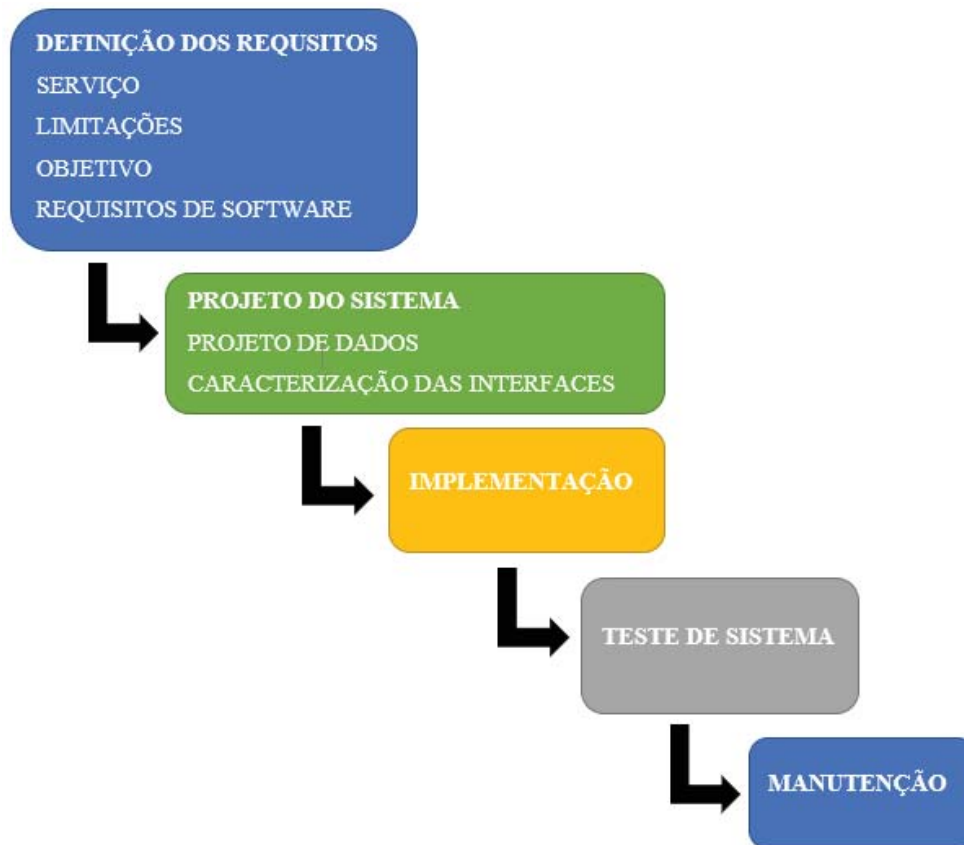 DEFINIÇÃO DOS REQUSITOS
SERVIÇO
LIMITAÇÕES
OBJETIVO
REQUISITOS DE SOFTWARE
PROJETO DO SISTEMA
PROJETO DE DADOS
CARACTERIZAÇÃO DAS INTERFACES
IMPLEMENTAÇÃO
TESTE DE SISTEMA
MANUTENÇÃO